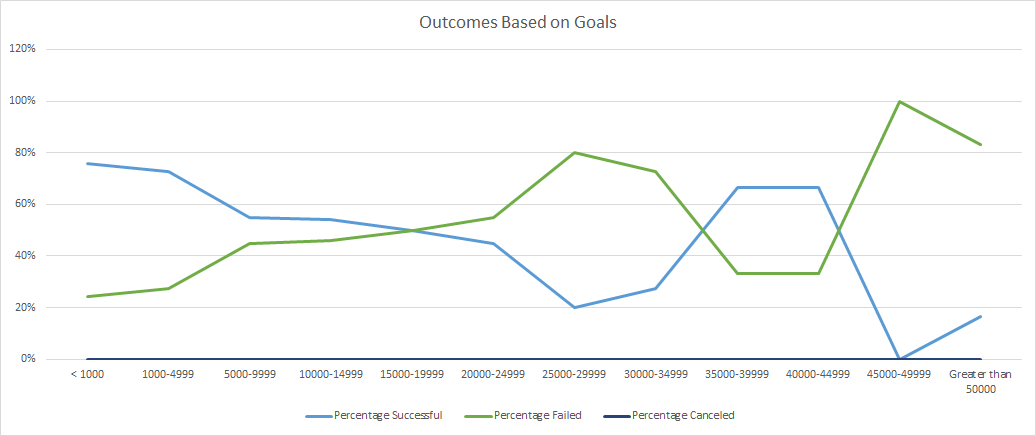 Outcomes Based on Goals
120%
100%
80%
60%
40%
20%
0%
< 1000 1000-4999 5000-9999 10000-14999 15000-19999 20000-24999 25000-29999 30000-34999 35000-39999 40000-44999 45000-49999 Greater than
50000
Percentage Successful Percentage Failed Percentage Canceled